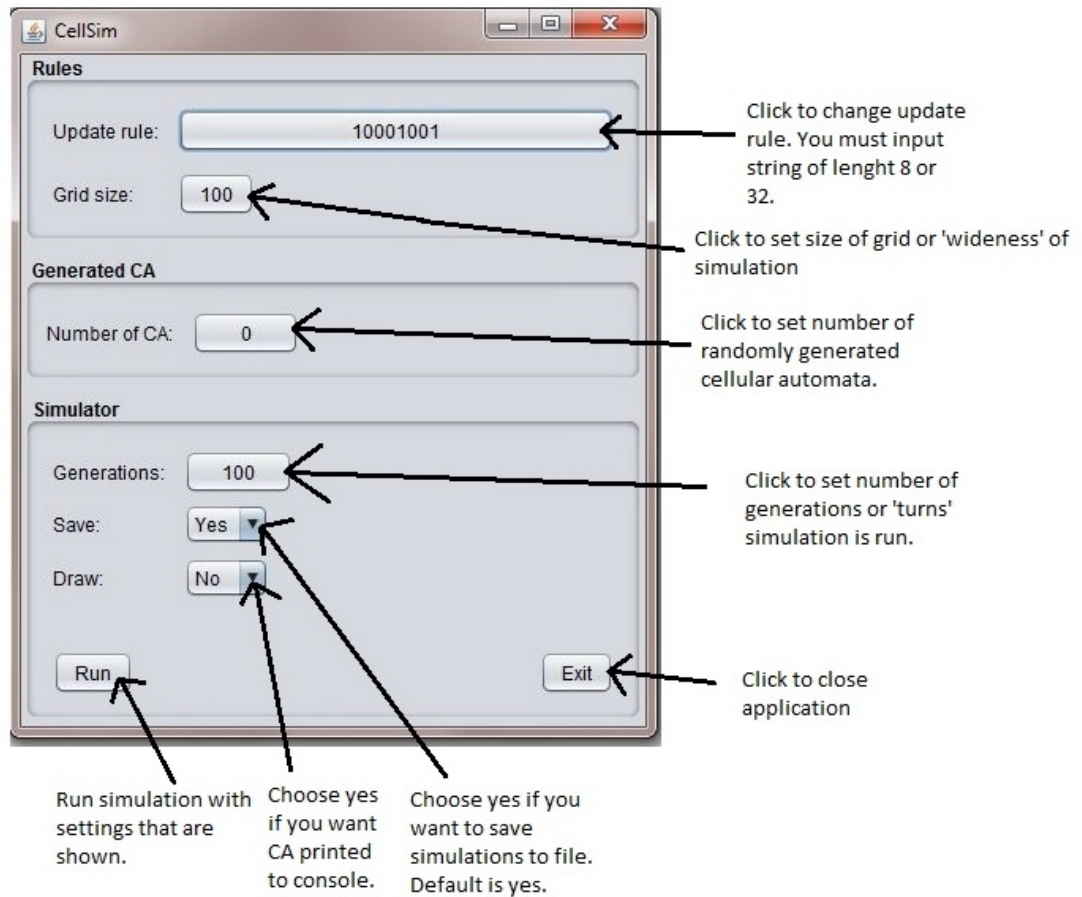 CellSim
Rules
Update rule:
10001001
Click to change update
rule. You must input
string of lenght 8 or
32.
Grid size:
100
Click to set size of grid or 'wideness' of
simulation
Generated CA
Number of CA:
0
Click to set number of
randomly generated
cellular automata.
Simulator
Generations:
100
Click to set number of
generations or 'turns'
simulation is run.
Save:
Yes
Draw:
No
Run
Exit
Click to close
application
Run simulation with
settings that are
shown.
Choose yes
if you want
CA printed
to console.
Choose yes if you
want to save
simulations to file.
Default is yes.